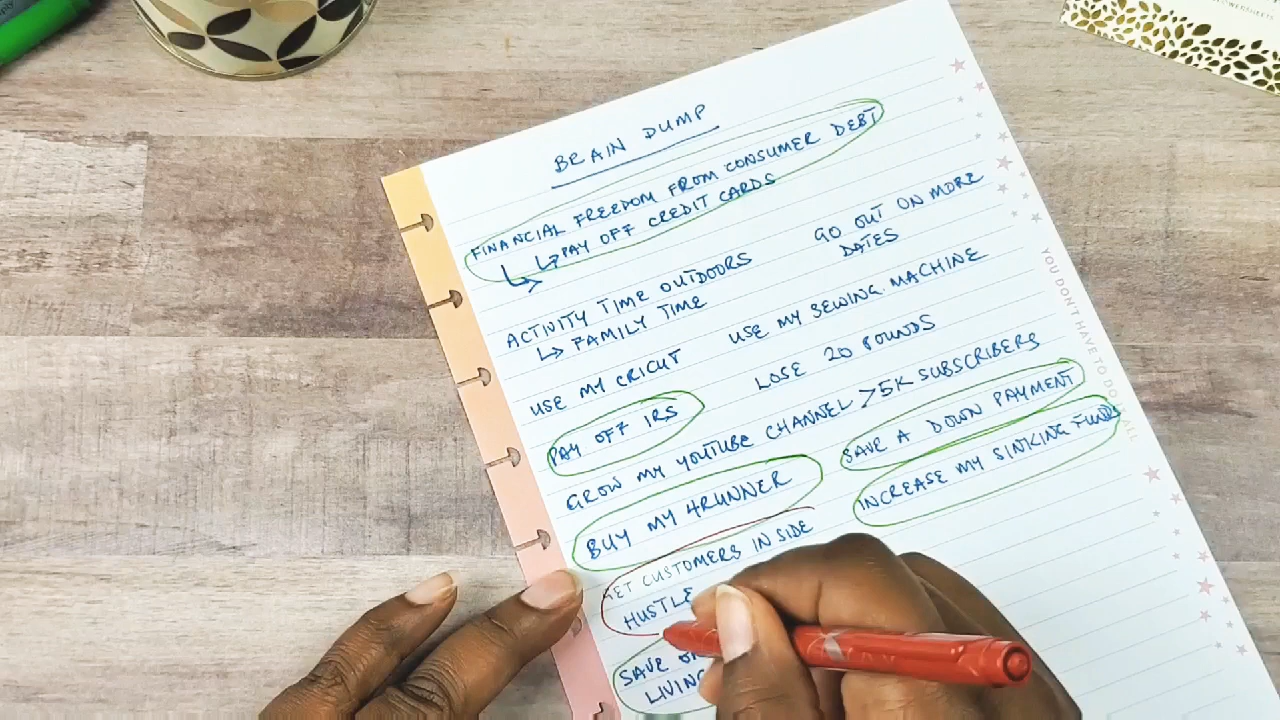 BRAIN DUMP
FINANCIAL FREEDOM FROM CONSUMER DEBT
↳ PAY OFF CREDIT CARDS
GO OUT ON MORE
DATES
ACTIVITY TIME OUTDOORS
↳ FAMILY TIME
USE MY SEWING MACHINE
USE MY CRICUT
LOSE 20 POUNDS
PAY OFF IRS
GROW MY YOUTUBE CHANNEL > 5K SUBSCRIBERS
SAVE A DOWN PAYMENT
BUY MY 4RUNNER
INCREASE MY SINKING FUNDS
GET CUSTOMERS IN SIDE
HUSTLE
SAVE
LIVING
YOU DON'T HAVE TO DO IT ALL